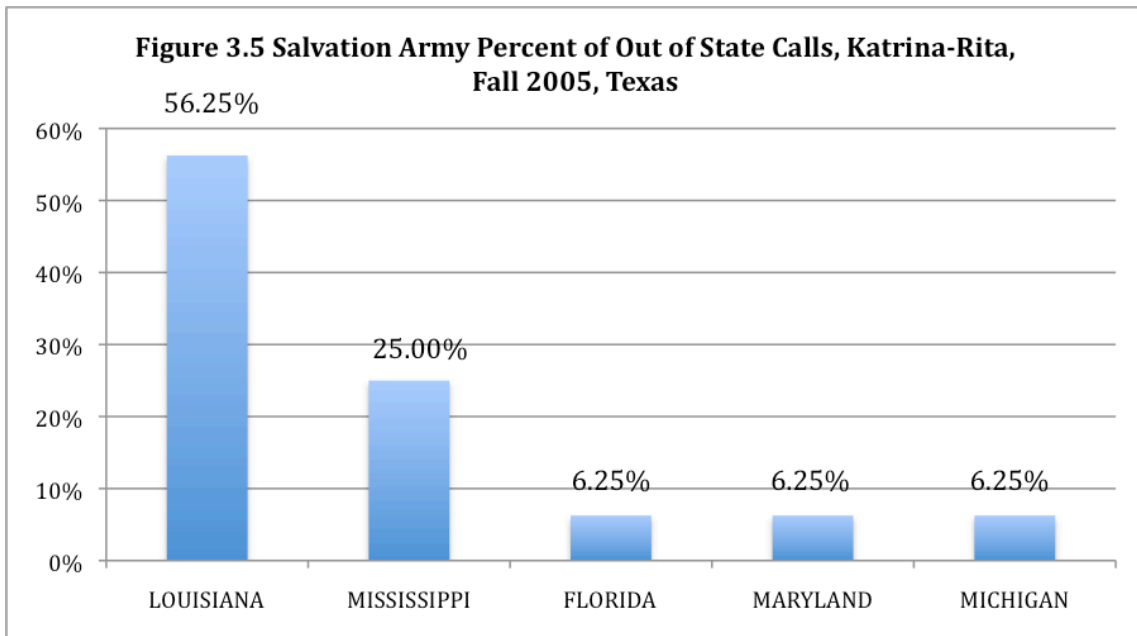 Figure 3.5 Salvation Army Percent of Out of State Calls, Katrina-Rita,
Fall 2005, Texas
56.25%
60%
50%
40%
30%
25.00%
20%
10%
6.25% 6.25% 6.25%
0%
LOUISIANA MISSISSIPPI FLORIDA MARYLAND MICHIGAN